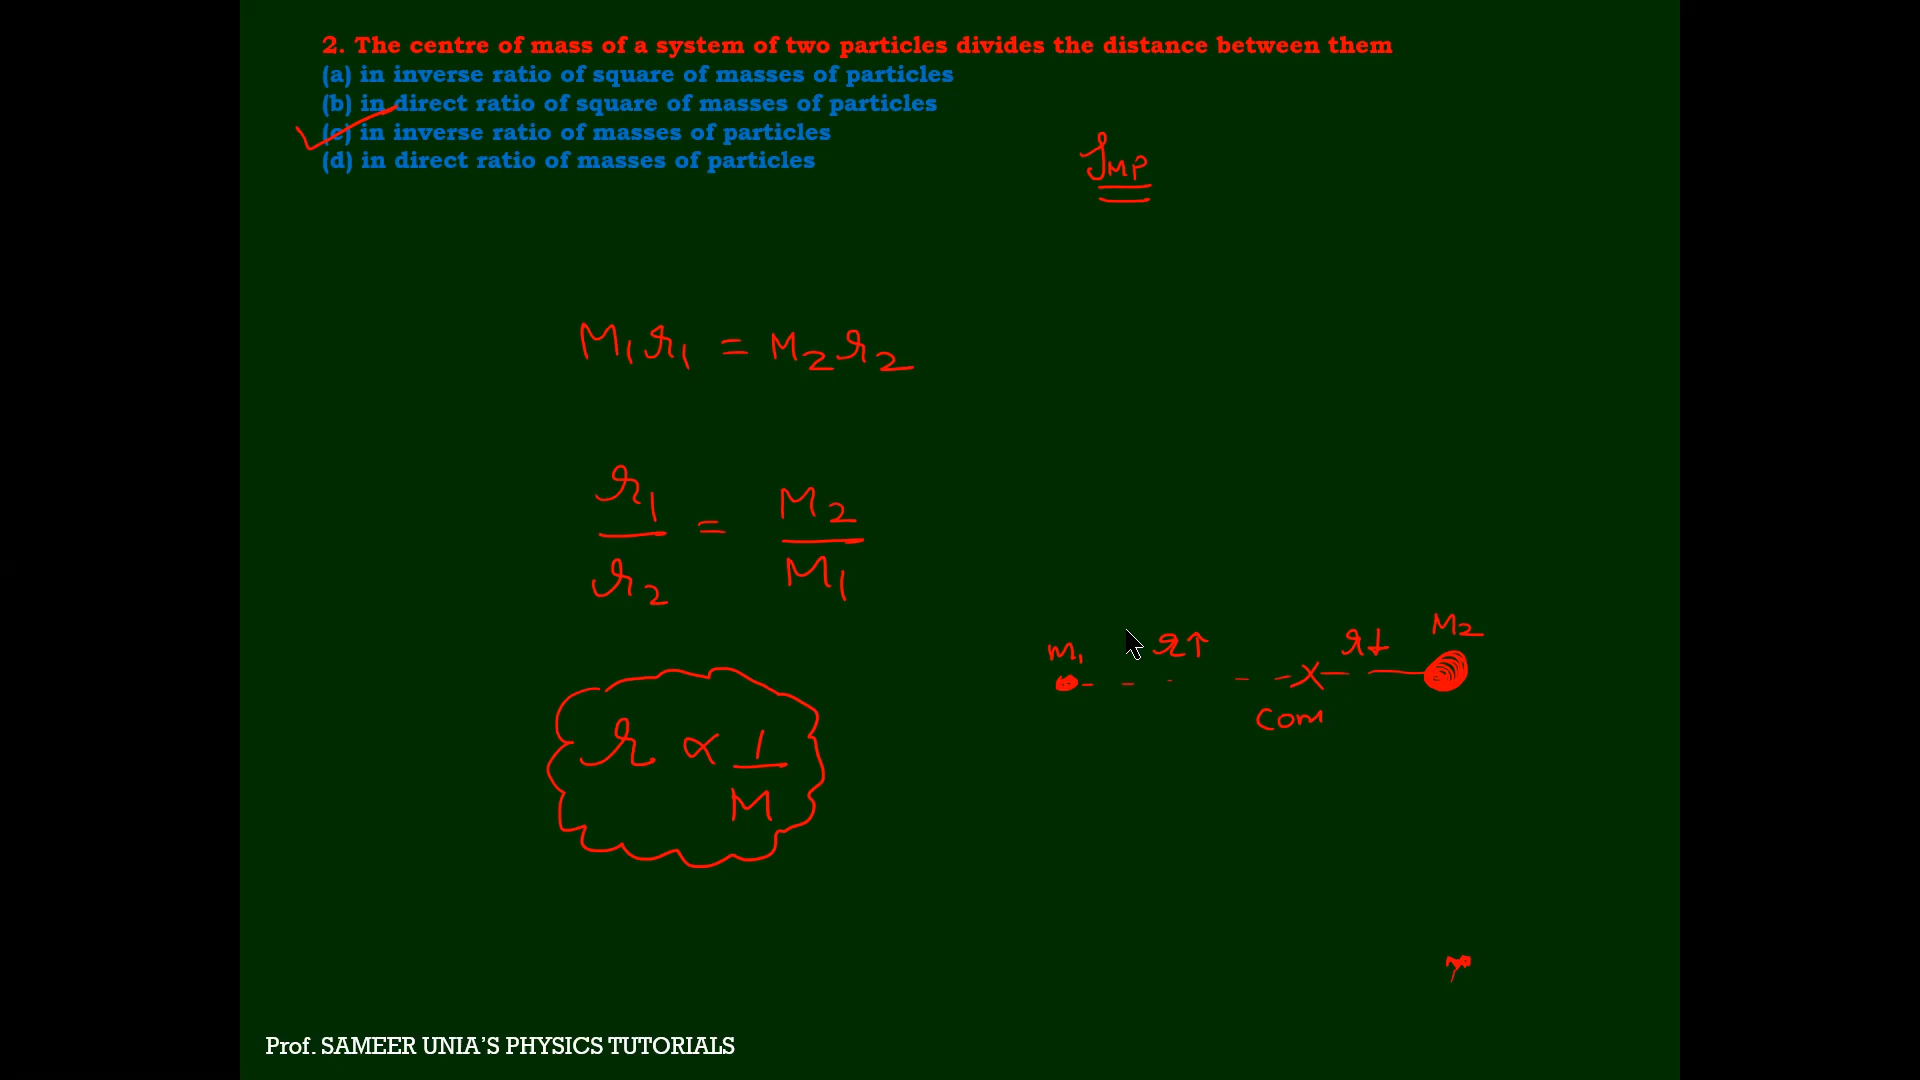 2. The centre of mass of a system of two particles divides the distance between them
(a) in inverse ratio of square of masses of particles
(b) in direct ratio of square of masses of particles
(c) in inverse ratio of masses of particles
(d) in direct ratio of masses of particles
Imp
M₁r₁ = M₂r₂
r₁/r₂ = M₂/M₁
m₁ r↑ r↓ M₂
com
r ∝ 1/M
Prof. SAMEER UNIA'S PHYSICS TUTORIALS